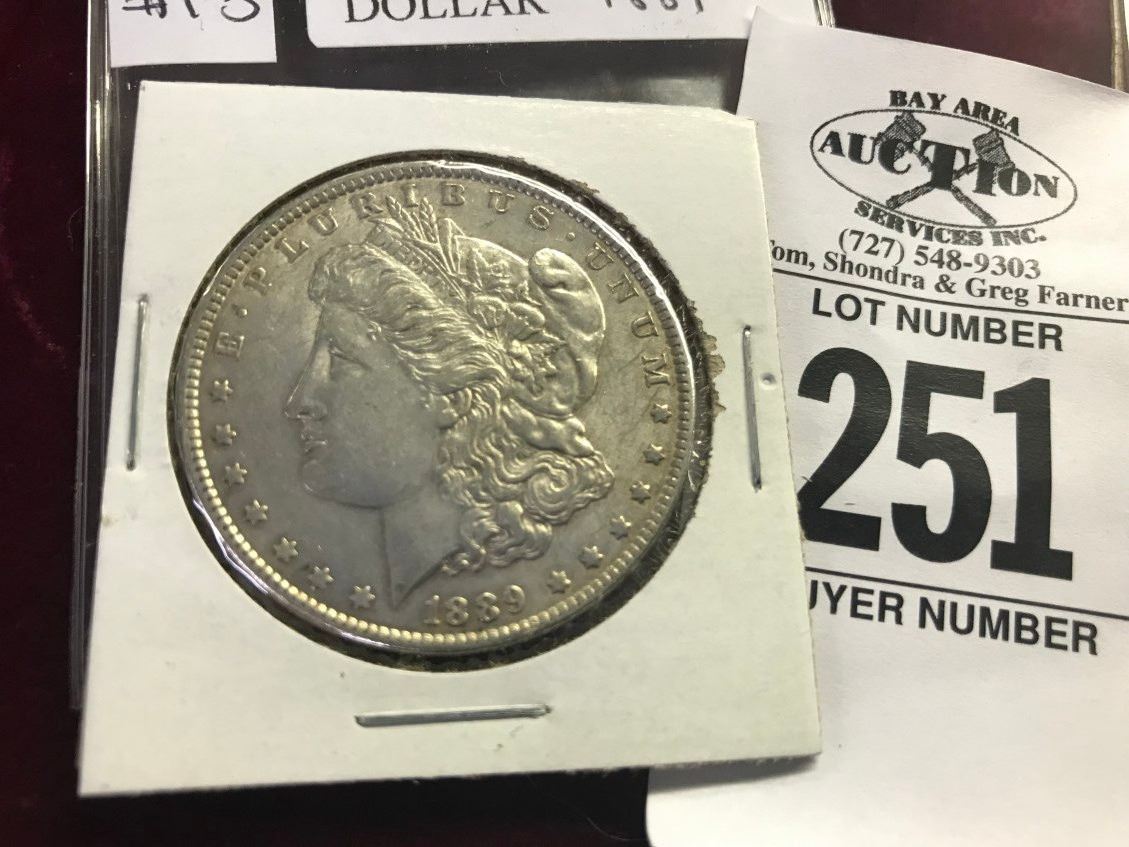 DOLLAR
E · PLURIBUS · UNUM
1889
BAY AREA
AUCTION
SERVICES INC.
(727) 548-9303
om, Shondra & Greg Farner
LOT NUMBER
251
UYER NUMBER